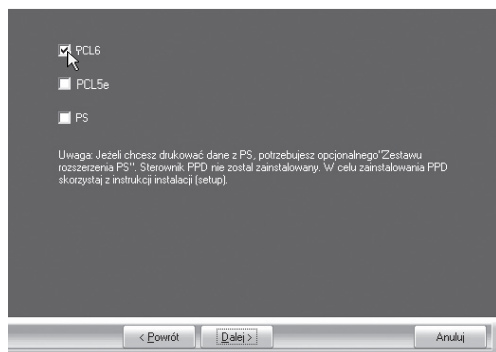 PCL6
PCL5e
PS
Uwaga: Jeżeli chcesz drukować dane z PS, potrzebujesz opcjonalnego"Zestawu
rozszerzenia PS". Sterownik PPD nie zostal zainstalowany. W celu zainstalowania PPD
skorzystaj z instrukcji instalacji (setup).
< Powrót
Dalej >
Anuluj